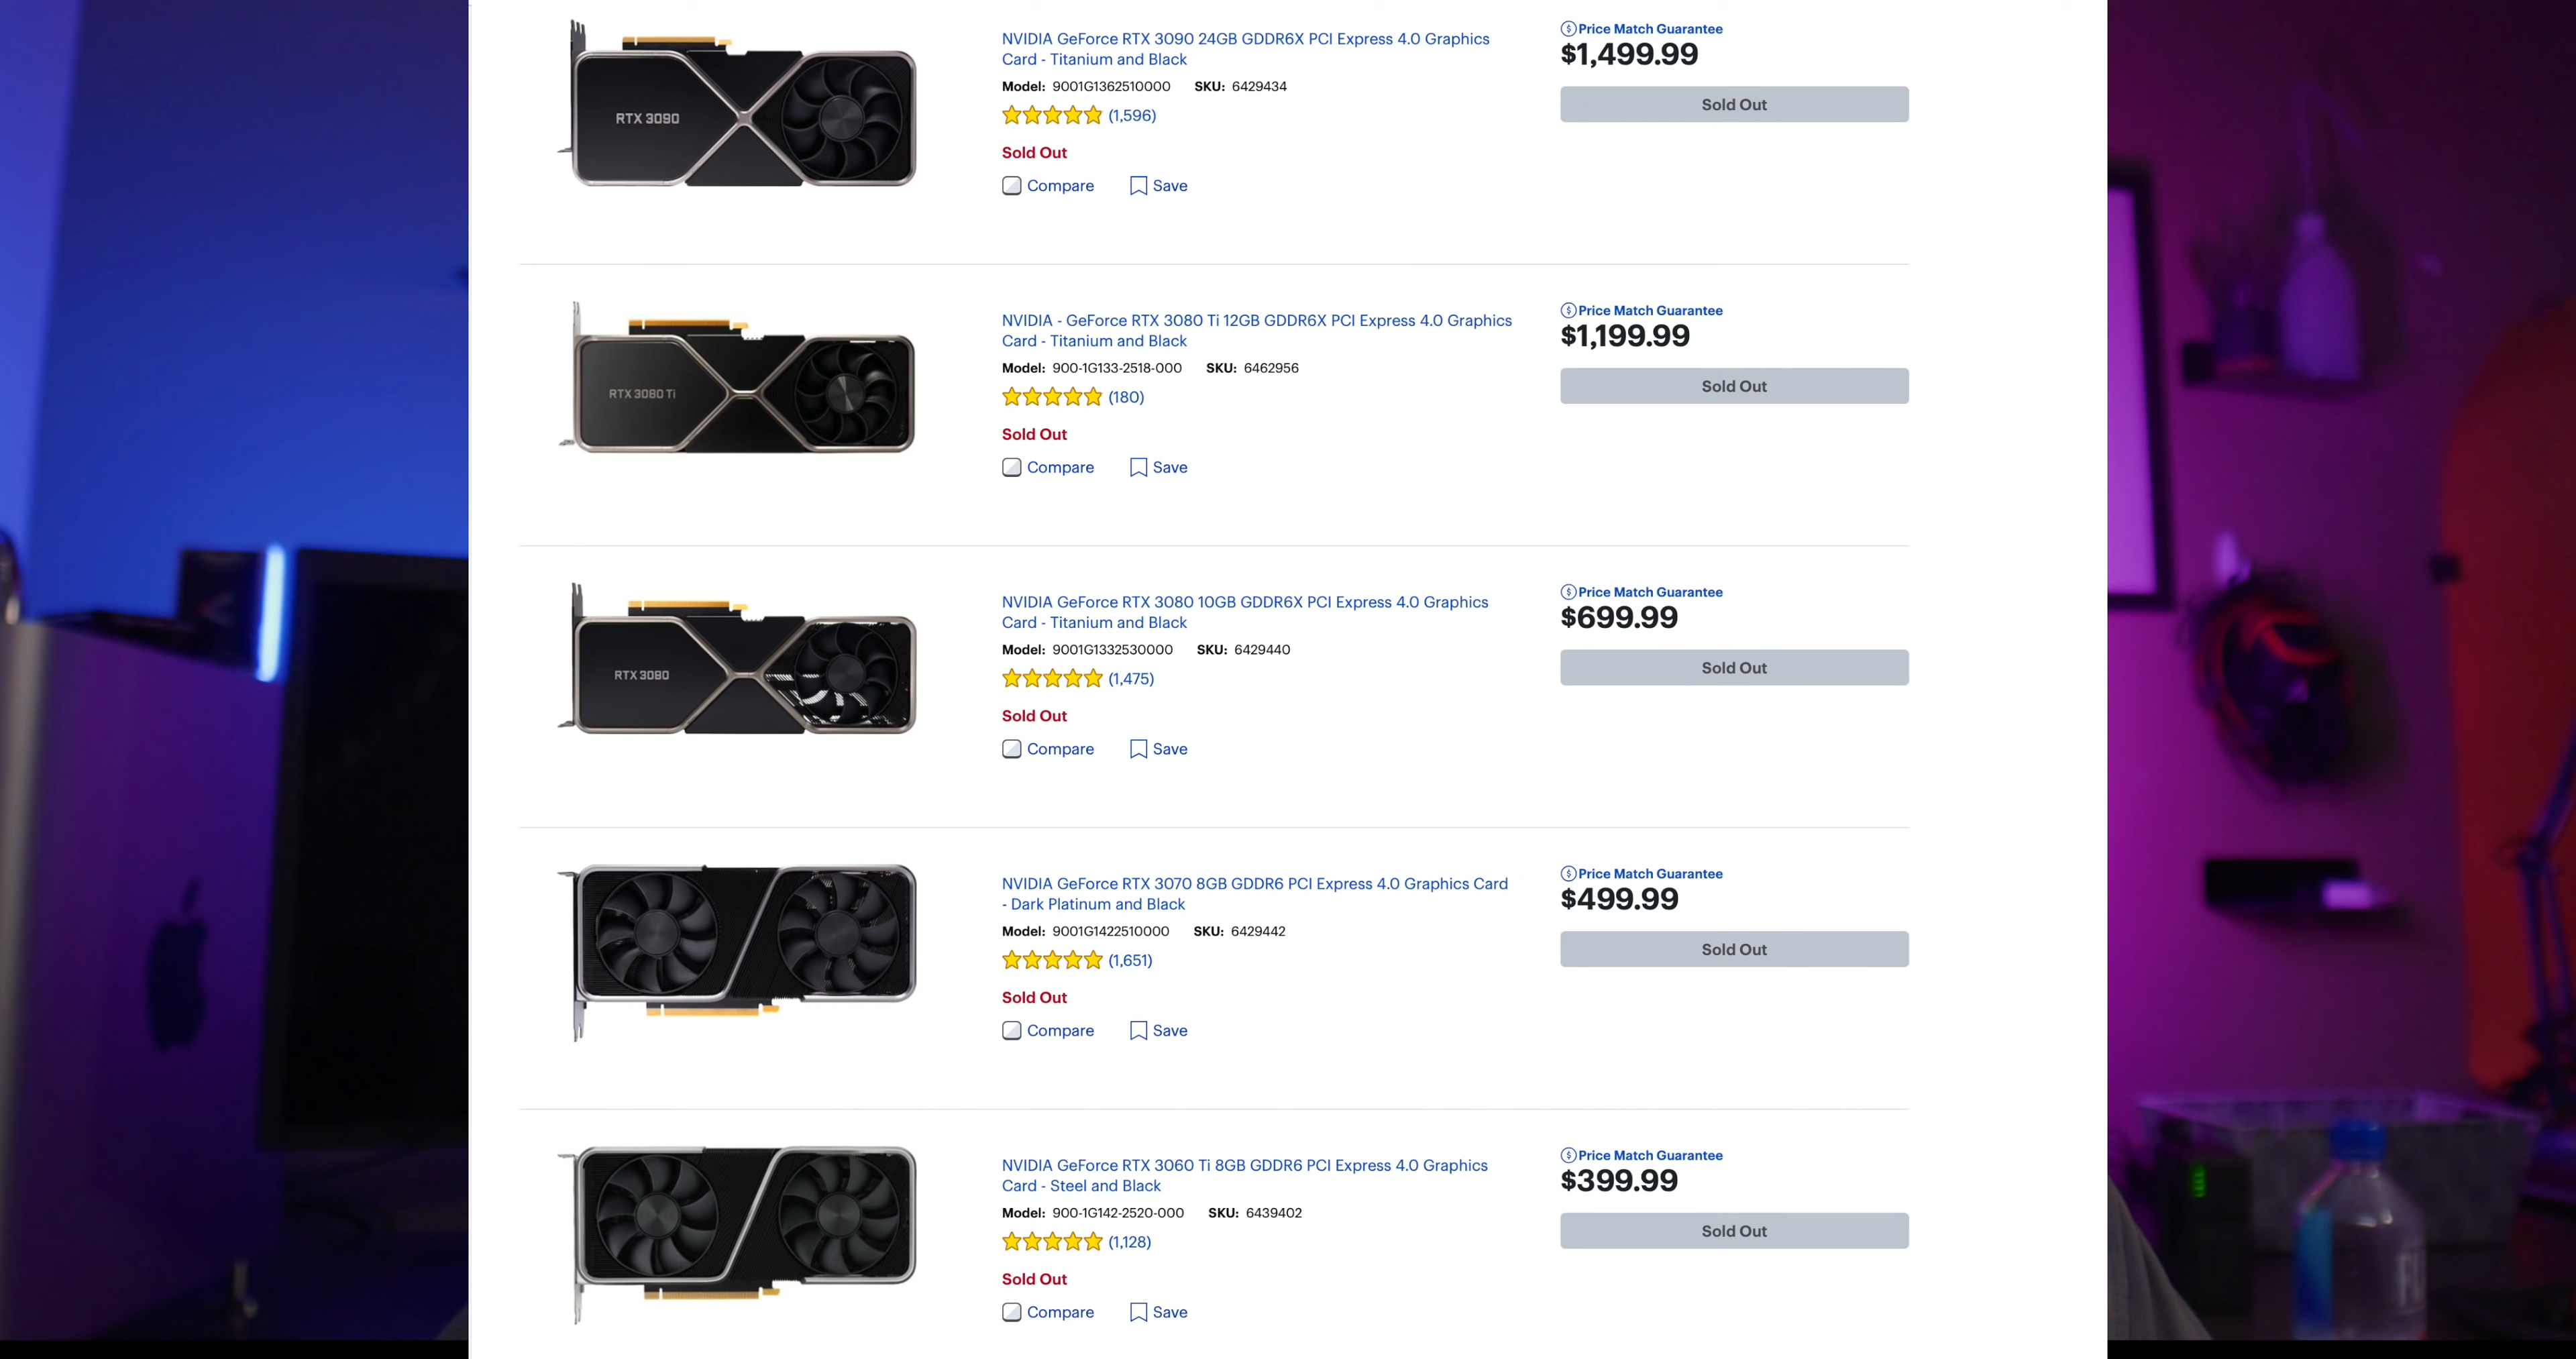 RTX 3090
NVIDIA GeForce RTX 3090 24GB GDDR6X PCI Express 4.0 Graphics
Card - Titanium and Black
Model: 9001G1362510000 SKU: 6429434
(1,596)
Sold Out
Compare Save
Price Match Guarantee
$1,499.99
Sold Out
RTX 3080 Ti
NVIDIA - GeForce RTX 3080 Ti 12GB GDDR6X PCI Express 4.0 Graphics
Card - Titanium and Black
Model: 900-1G133-2518-000 SKU: 6462956
(180)
Sold Out
Compare Save
Price Match Guarantee
$1,199.99
Sold Out
RTX 3080
NVIDIA GeForce RTX 3080 10GB GDDR6X PCI Express 4.0 Graphics
Card - Titanium and Black
Model: 9001G1332530000 SKU: 6429440
(1,475)
Sold Out
Compare Save
Price Match Guarantee
$699.99
Sold Out
NVIDIA GeForce RTX 3070 8GB GDDR6 PCI Express 4.0 Graphics Card
- Dark Platinum and Black
Model: 9001G1422510000 SKU: 6429442
(1,651)
Sold Out
Compare Save
Price Match Guarantee
$499.99
Sold Out
NVIDIA GeForce RTX 3060 Ti 8GB GDDR6 PCI Express 4.0 Graphics
Card - Steel and Black
Model: 900-1G142-2520-000 SKU: 6439402
(1,128)
Sold Out
Compare Save
Price Match Guarantee
$399.99
Sold Out